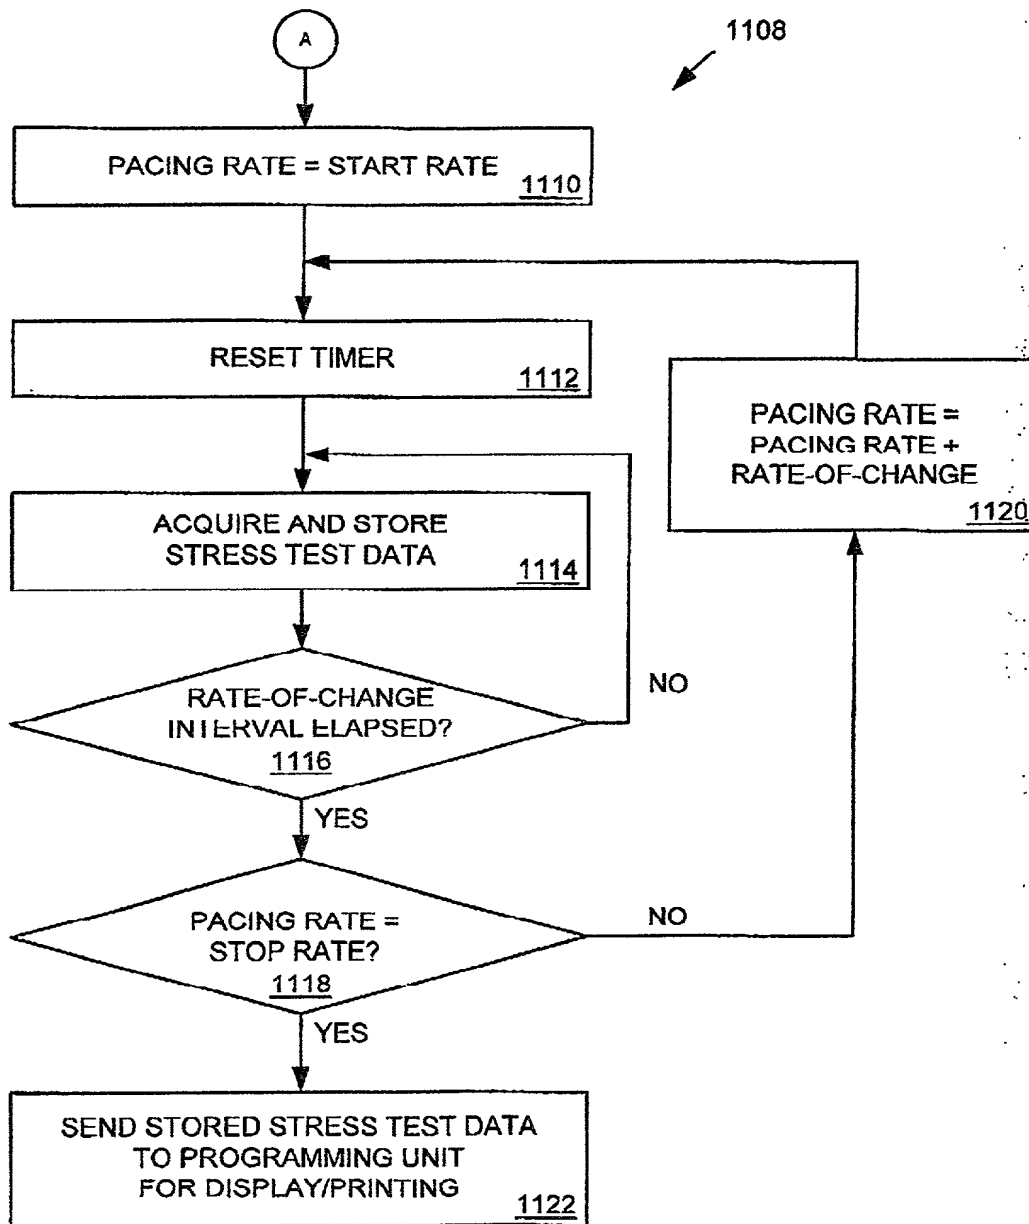 A
1108
PACING RATE = START RATE
1110
RESET TIMER
1112
PACING RATE =
PACING RATE +
RATE-OF-CHANGE
1120
ACQUIRE AND STORE
STRESS TEST DATA
1114
RATE-OF-CHANGE
INTERVAL ELAPSED?
1116
NO
YES
PACING RATE =
STOP RATE?
1118
NO
YES
SEND STORED STRESS TEST DATA
TO PROGRAMMING UNIT
FOR DISPLAY/PRINTING
1122